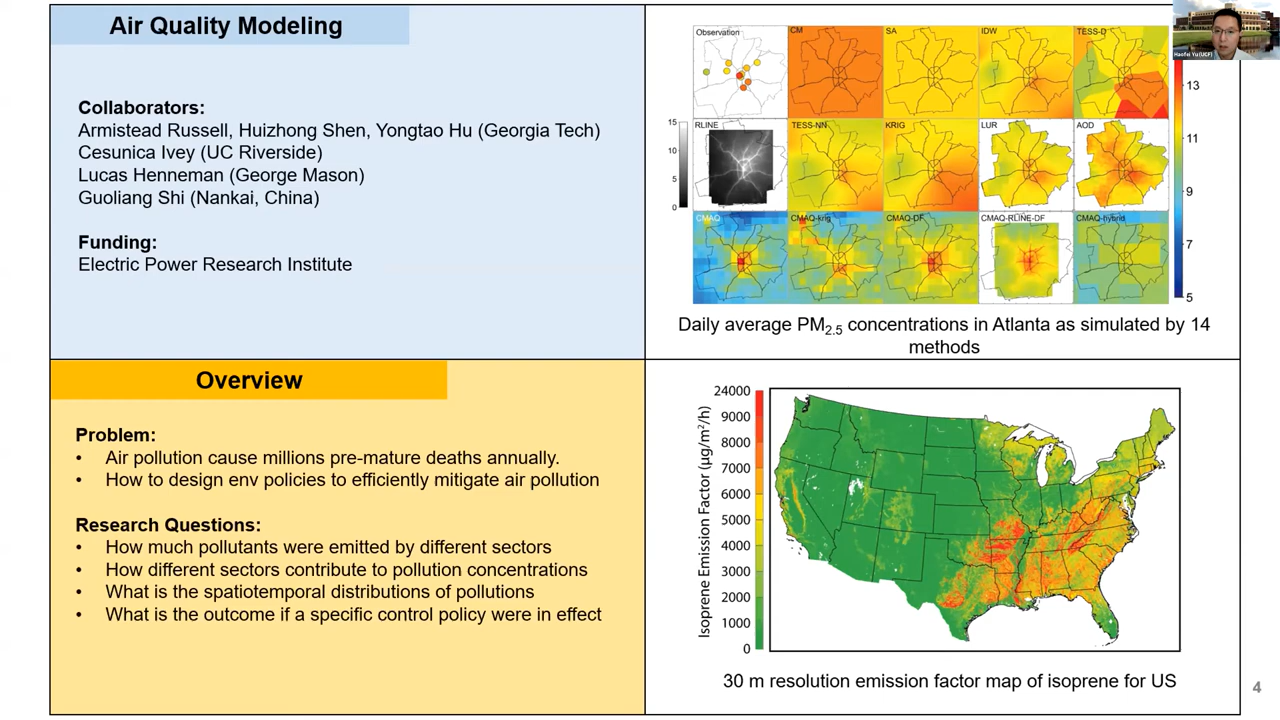 Air Quality Modeling
Collaborators:
Armistead Russell, Huizhong Shen, Yongtao Hu (Georgia Tech)
Cesunica Ivey (UC Riverside)
Lucas Henneman (George Mason)
Guoliang Shi (Nankai, China)
Funding:
Electric Power Research Institute
Observation
CM
SA
IDW
TESS-D
RLINE
TESS-NN
KRIG
LUR
AOD
CMAQ
CMAQ-krig
CMAQ-DF
CMAQ-RLINE-DF
CMAQ-hybrid
15
10
5
0
13
11
9
7
5
Haofei Yu (UCF)
Daily average PM2.5 concentrations in Atlanta as simulated by 14
methods
Overview
Problem:
• Air pollution cause millions pre-mature deaths annually.
• How to design env policies to efficiently mitigate air pollution
Research Questions:
• How much pollutants were emitted by different sectors
• How different sectors contribute to pollution concentrations
• What is the spatiotemporal distributions of pollutions
• What is the outcome if a specific control policy were in effect
Isoprene Emission Factor (μg/m²/h)
24000
9000
8000
7000
6000
5000
4000
3000
2000
1000
0
30 m resolution emission factor map of isoprene for US
4